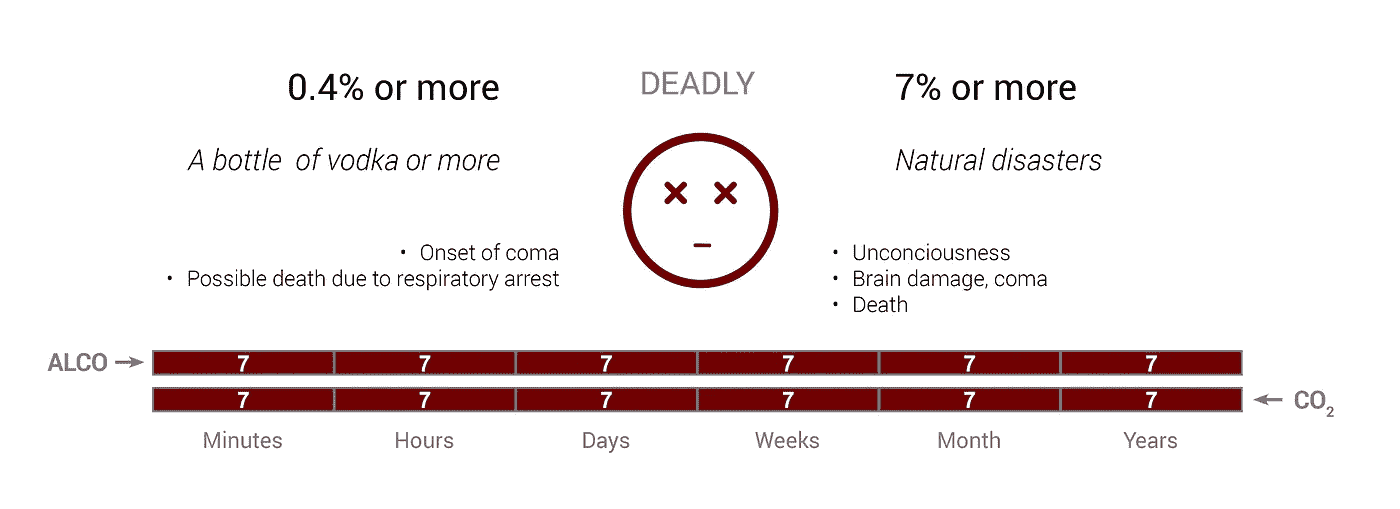 DEADLY
0.4% or more
A bottle of vodka or more
• Onset of coma
• Possible death due to respiratory arrest
7% or more
Natural disasters
• Unconciousness
• Brain damage, coma
• Death
ALCO → 7 7 7 7 7 7
7 7 7 7 7 7 ← CO₂
Minutes Hours Days Weeks Month Years